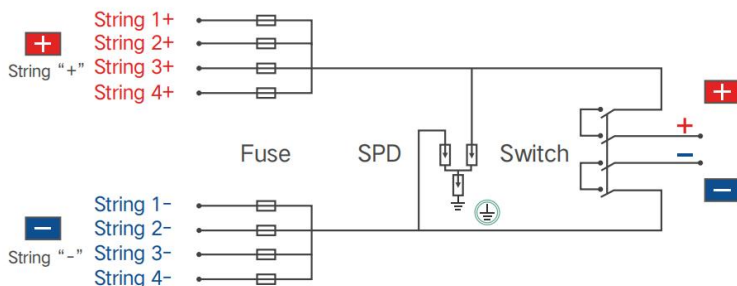 String 1+
String 2+
String 3+
String 4+
+
String “+”
+
+
−
−
Fuse
SPD
Switch
String 1-
String 2-
String 3-
String 4-
−
String “-”